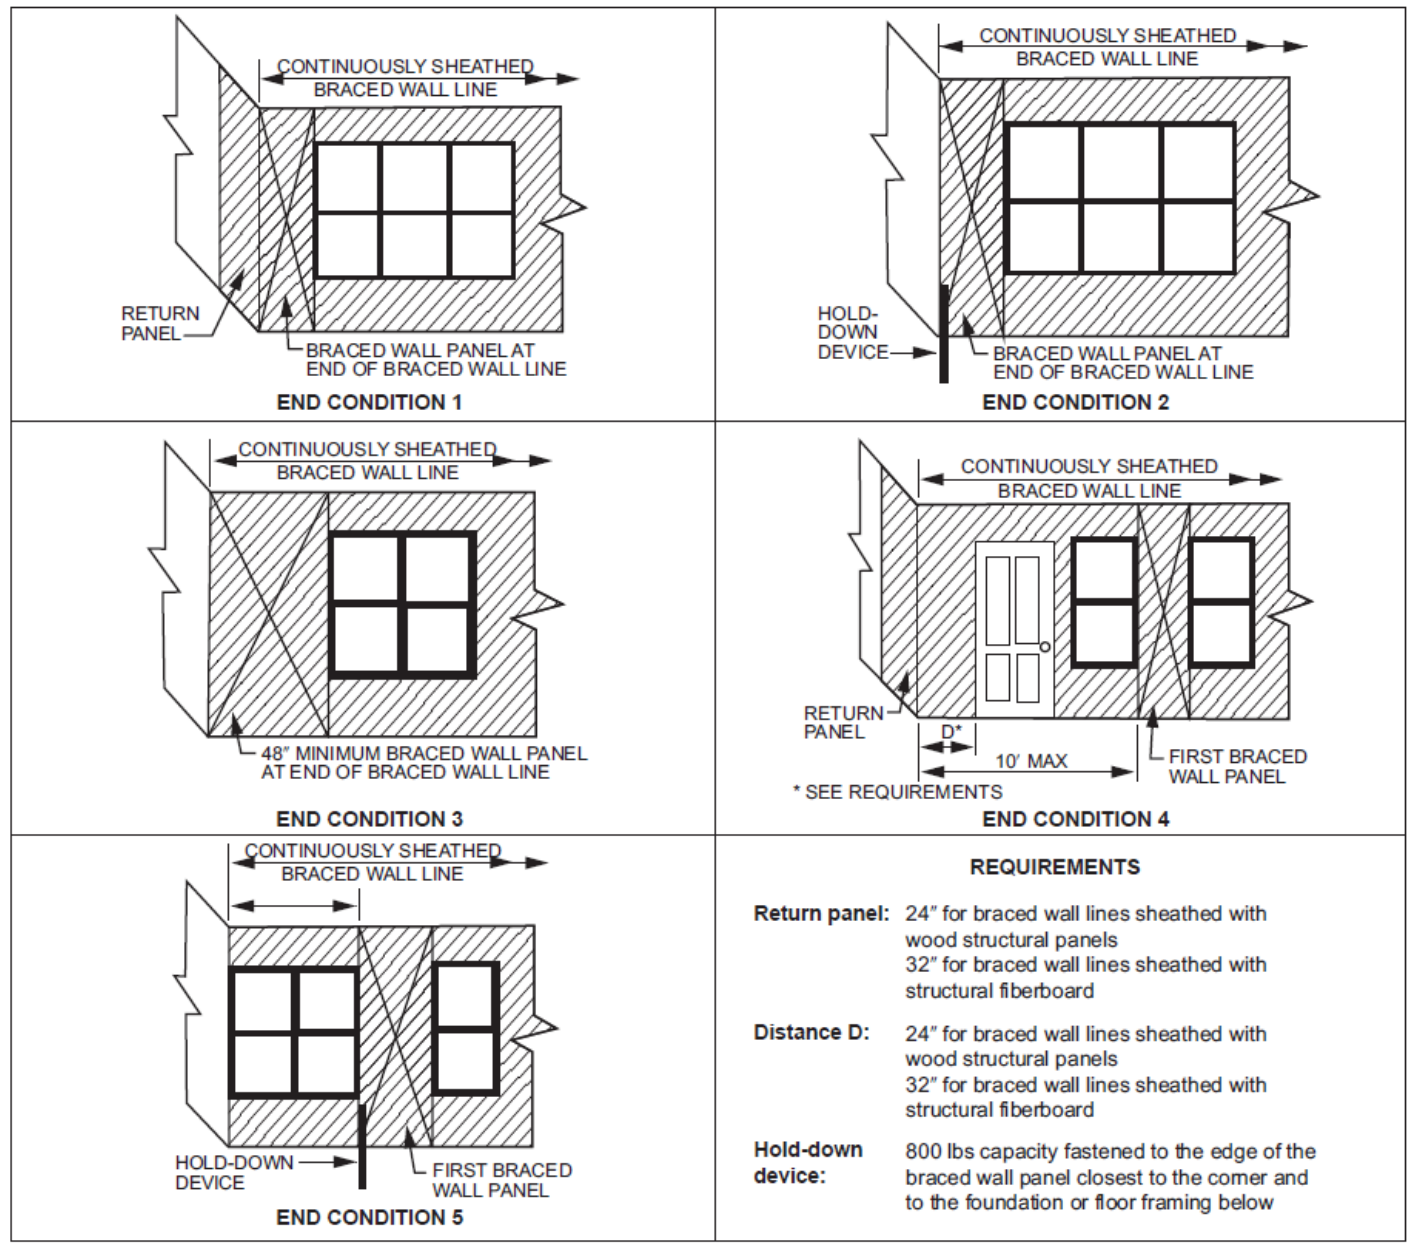 CONTINUOUSLY SHEATHED
BRACED WALL LINE
RETURN
PANEL
BRACED WALL PANEL AT
END OF BRACED WALL LINE
END CONDITION 1
CONTINUOUSLY SHEATHED
BRACED WALL LINE
HOLD-
DOWN
DEVICE
BRACED WALL PANEL AT
END OF BRACED WALL LINE
END CONDITION 2
CONTINUOUSLY SHEATHED
BRACED WALL LINE
48″ MINIMUM BRACED WALL PANEL
AT END OF BRACED WALL LINE
END CONDITION 3
CONTINUOUSLY SHEATHED
BRACED WALL LINE
RETURN
PANEL
D*
10′ MAX
FIRST BRACED
WALL PANEL
* SEE REQUIREMENTS
END CONDITION 4
CONTINUOUSLY SHEATHED
BRACED WALL LINE
HOLD-DOWN
DEVICE
FIRST BRACED
WALL PANEL
END CONDITION 5
REQUIREMENTS
Return panel: 24″ for braced wall lines sheathed with
wood structural panels
32″ for braced wall lines sheathed with
structural fiberboard
Distance D: 24″ for braced wall lines sheathed with
wood structural panels
32″ for braced wall lines sheathed with
structural fiberboard
Hold-down 800 lbs capacity fastened to the edge of the
device: braced wall panel closest to the corner and
to the foundation or floor framing below